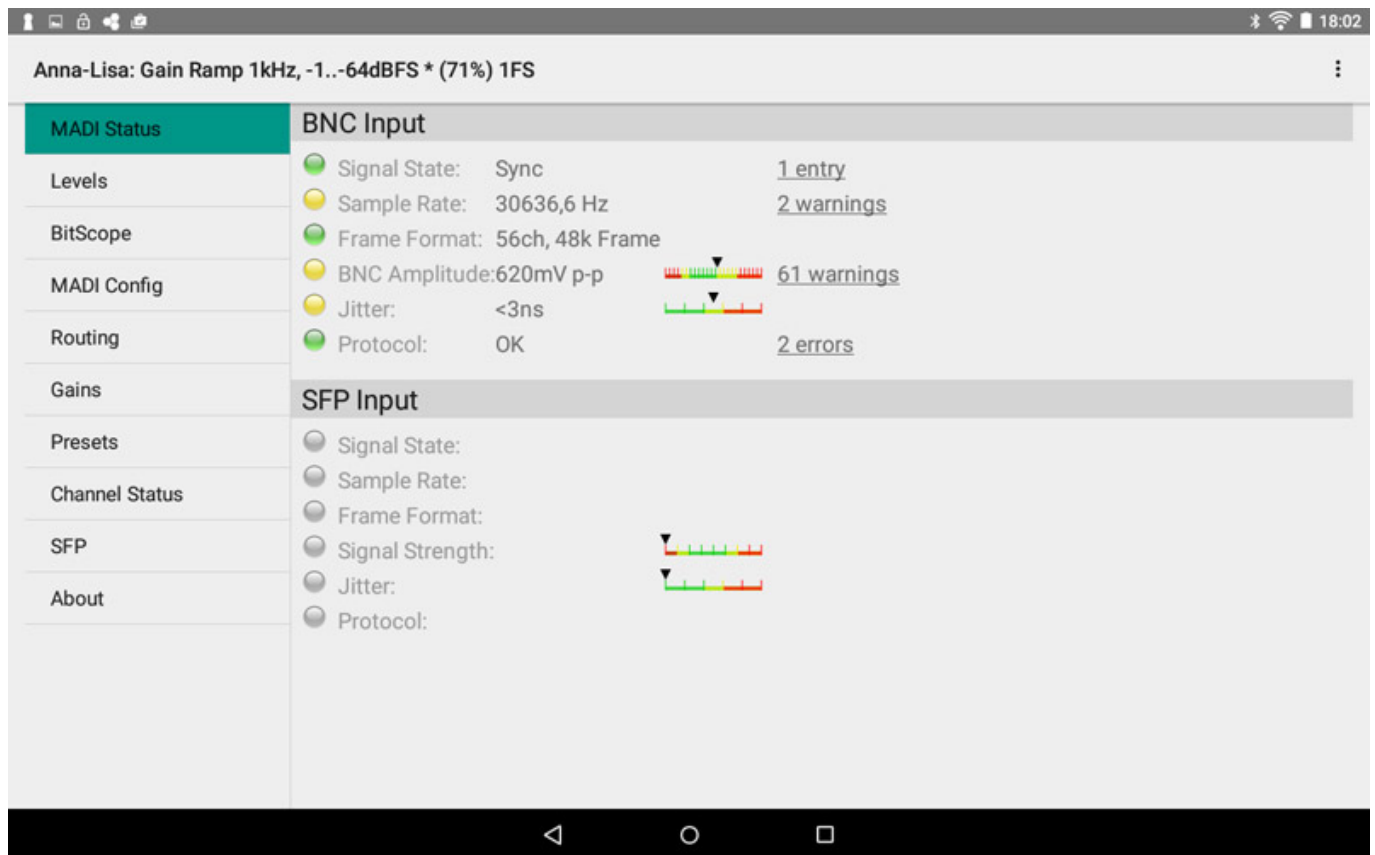 18:02
Anna-Lisa: Gain Ramp 1kHz, -1..-64dBFS * (71%) 1FS
MADI Status
Levels
BitScope
MADI Config
Routing
Gains
Presets
Channel Status
SFP
About
BNC Input
Signal State: Sync 1 entry
Sample Rate: 30636,6 Hz 2 warnings
Frame Format: 56ch, 48k Frame
BNC Amplitude:620mV p-p 61 warnings
Jitter: <3ns
Protocol: OK 2 errors
SFP Input
Signal State:
Sample Rate:
Frame Format:
Signal Strength:
Jitter:
Protocol: